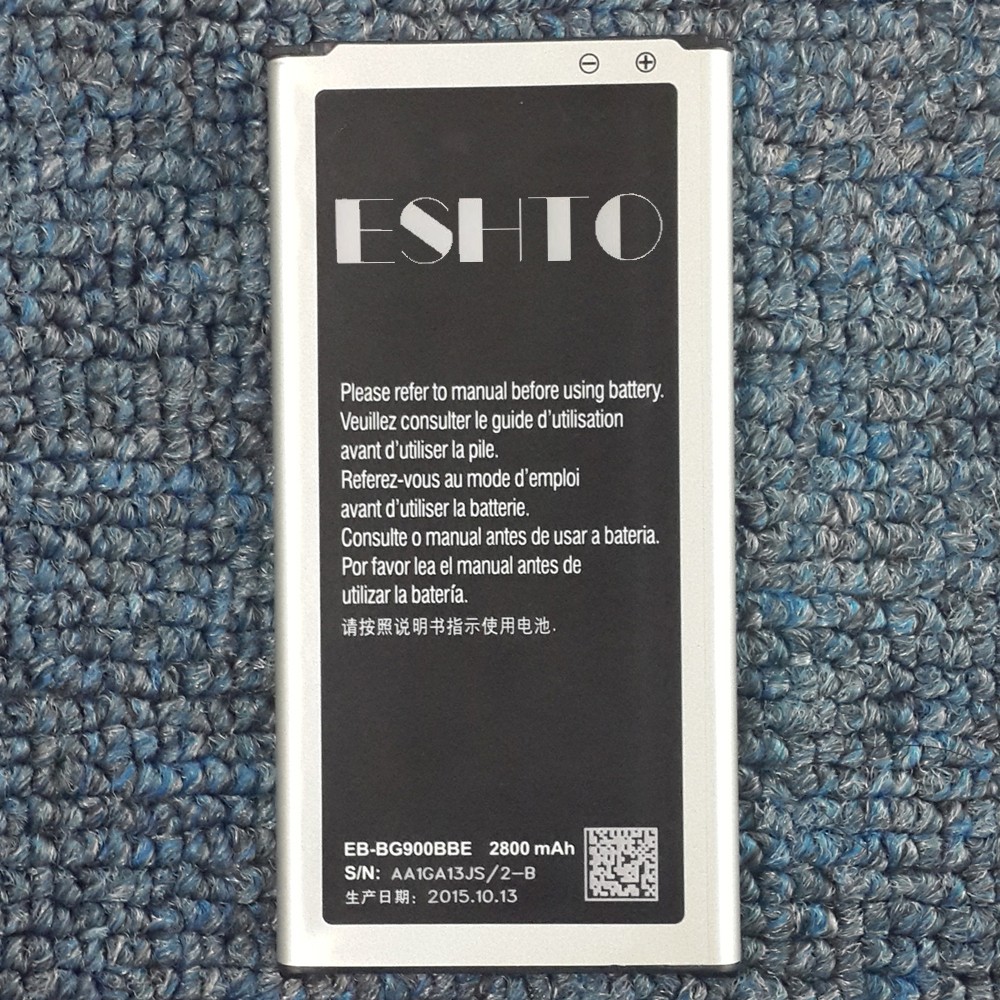 ⊖ ⊕
ESHTO
Please refer to manual before using battery.
Veuillez consulter le guide d'utilisation
avant d'utiliser la pile.
Referez-vous au mode d'emploi
avant d'utiliser la batterie.
Consulte o manual antes de usar a bateria.
Por favor lea el manual antes de
utilizar la batería.
请按照说明书指示使用电池.
EB-BG900BBE 2800 mAh
S/N: AA1GA13JS/2-B
生产日期: 2015.10.13